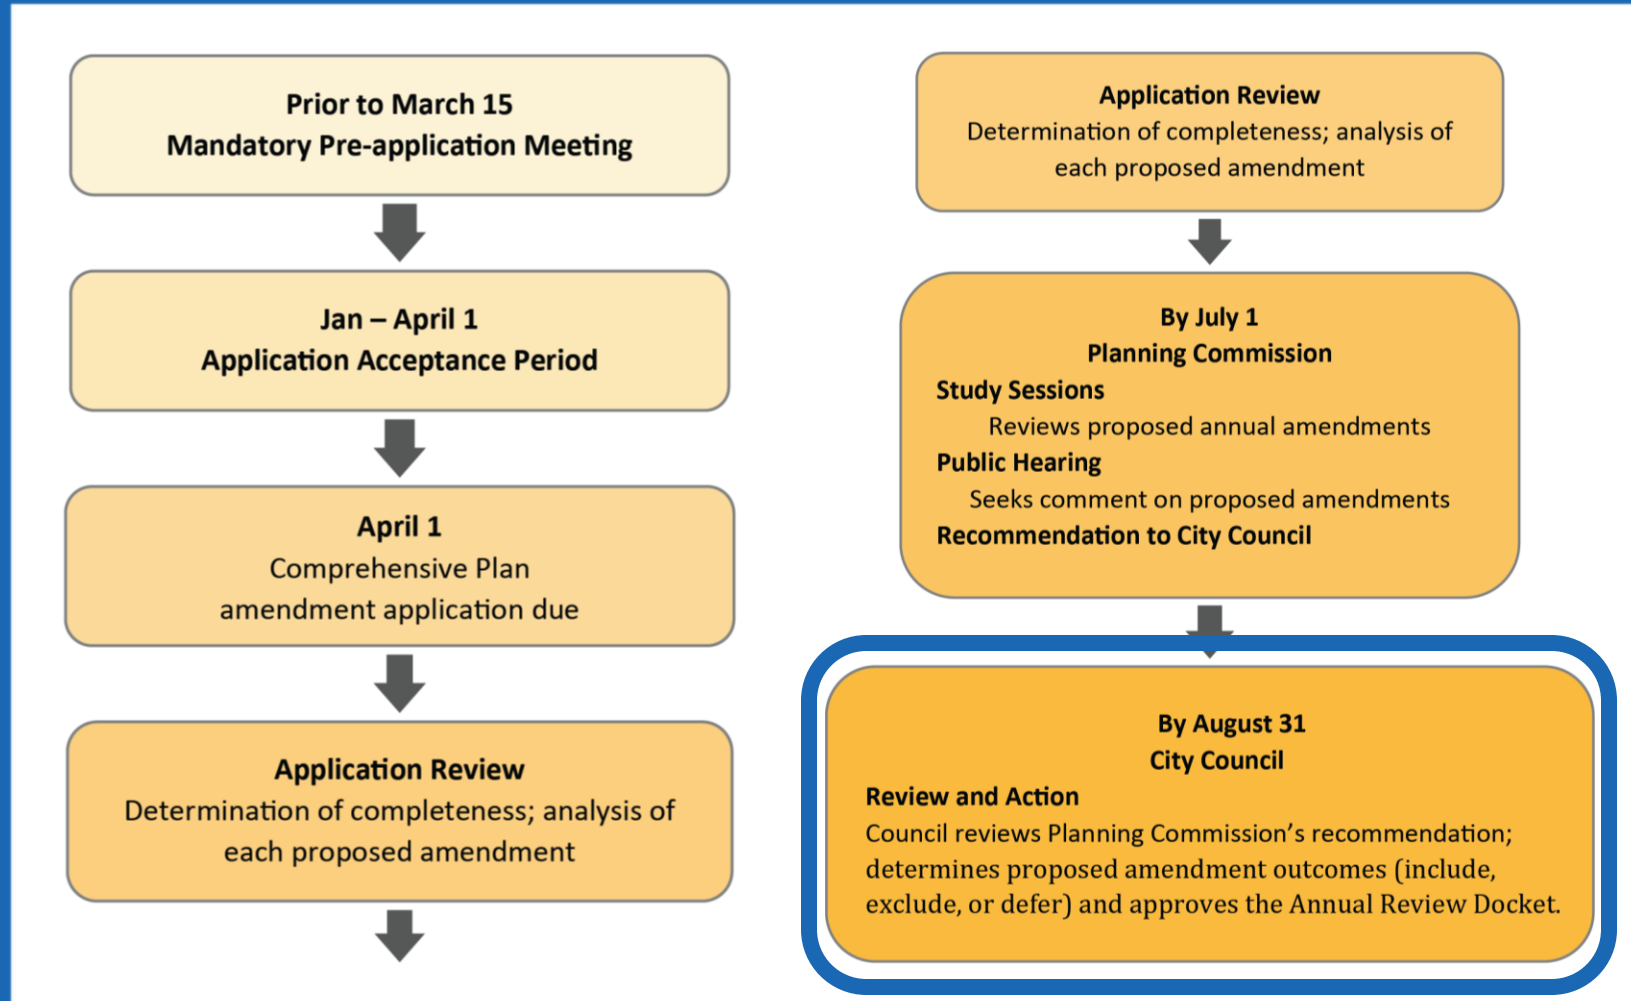 Prior to March 15
Mandatory Pre-application Meeting
Jan – April 1
Application Acceptance Period
April 1
Comprehensive Plan
amendment application due
Application Review
Determination of completeness; analysis of
each proposed amendment
Application Review
Determination of completeness; analysis of
each proposed amendment
By July 1
Planning Commission
Study Sessions
Reviews proposed annual amendments
Public Hearing
Seeks comment on proposed amendments
Recommendation to City Council
By August 31
City Council
Review and Action
Council reviews Planning Commission’s recommendation;
determines proposed amendment outcomes (include,
exclude, or defer) and approves the Annual Review Docket.